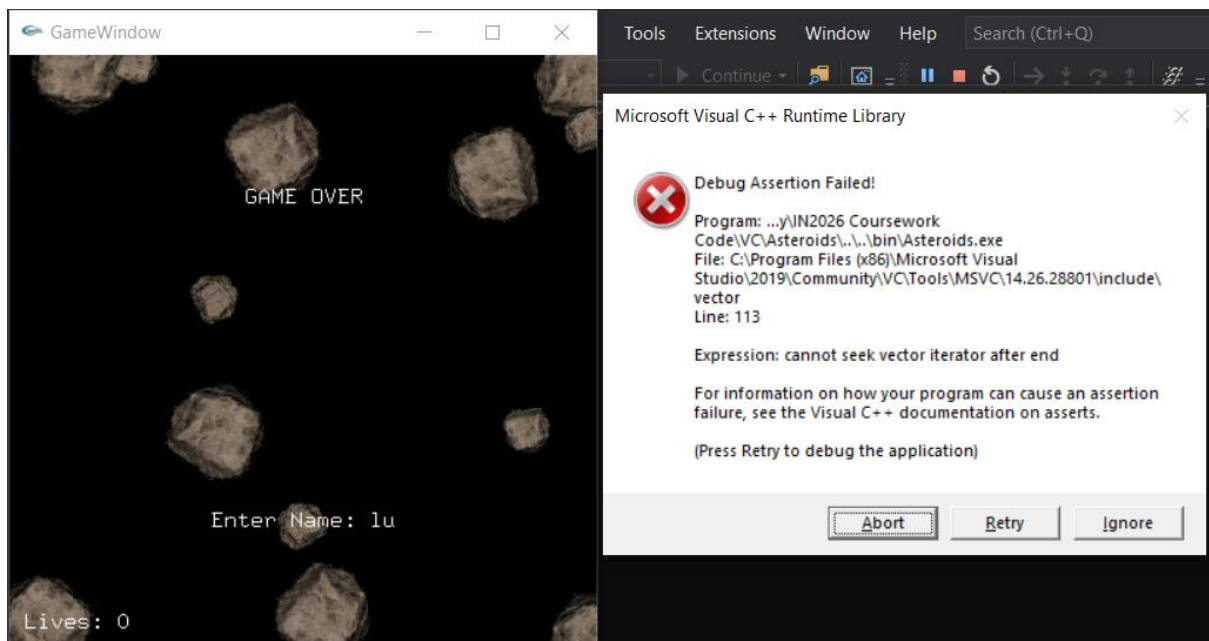 GameWindow
GAME OVER
Enter Name: lu
Lives: 0
Tools Extensions Window Help Search (Ctrl+Q)
Continue
Microsoft Visual C++ Runtime Library
Debug Assertion Failed!
Program: ...y\IN2026 Coursework
Code\VC\Asteroids\..\..\bin\Asteroids.exe
File: C:\Program Files (x86)\Microsoft Visual
Studio\2019\Community\VC\Tools\MSVC\14.26.28801\include\
vector
Line: 113
Expression: cannot seek vector iterator after end
For information on how your program can cause an assertion
failure, see the Visual C++ documentation on asserts.
(Press Retry to debug the application)
Abort Retry Ignore